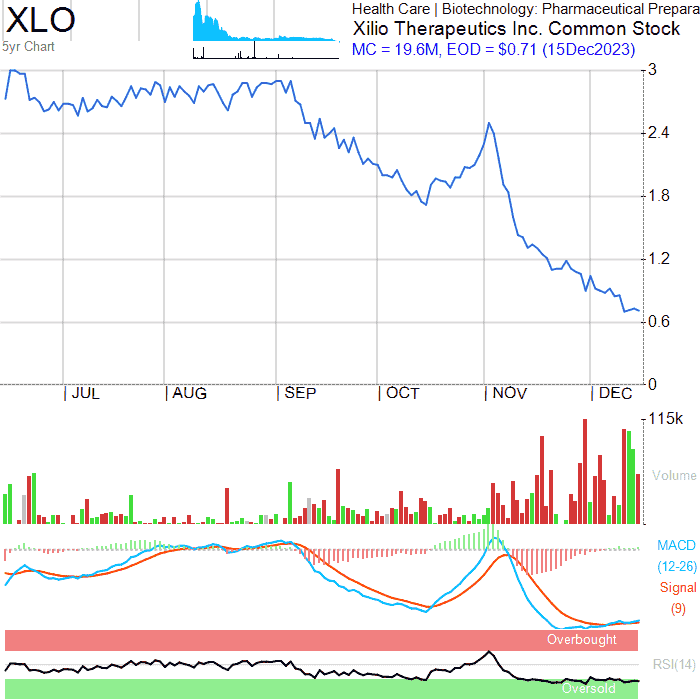 XLO
5yr Chart
Health Care | Biotechnology: Pharmaceutical Prepara
Xilio Therapeutics Inc. Common Stock
MC = 19.6M, EOD = $0.71 (15Dec2023)
3
2.4
1.8
1.2
0.6
0
JUL
AUG
SEP
OCT
NOV
DEC
115k
Volume
MACD
(12-26)
Signal
(9)
Overbought
RSI(14)
Oversold